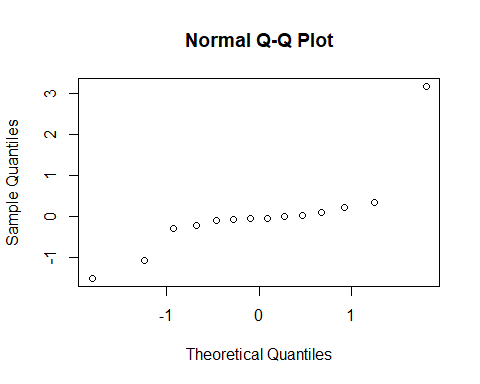 Normal Q-Q Plot
Sample Quantiles
3
2
1
0
-1
-1 0 1
Theoretical Quantiles